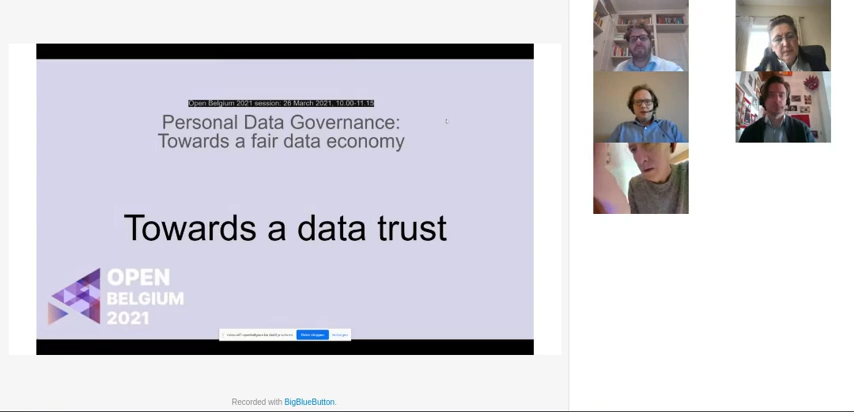 Open Belgium 2021 session: 26 March 2021, 10.00-11.15
Personal Data Governance:
Towards a fair data economy
Towards a data trust
OPEN
BELGIUM
2021
Recorded with BigBlueButton.